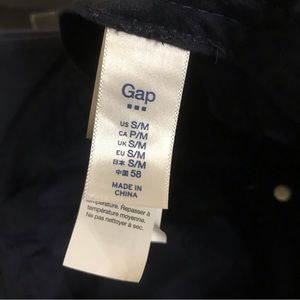 Gap
US S/M
CA P/M
UK S/M
EU S/M
日本 S/M
中国 58
MADE IN
CHINA
température. Repasser à
température moyenne.
Ne pas nettoyer à sec.